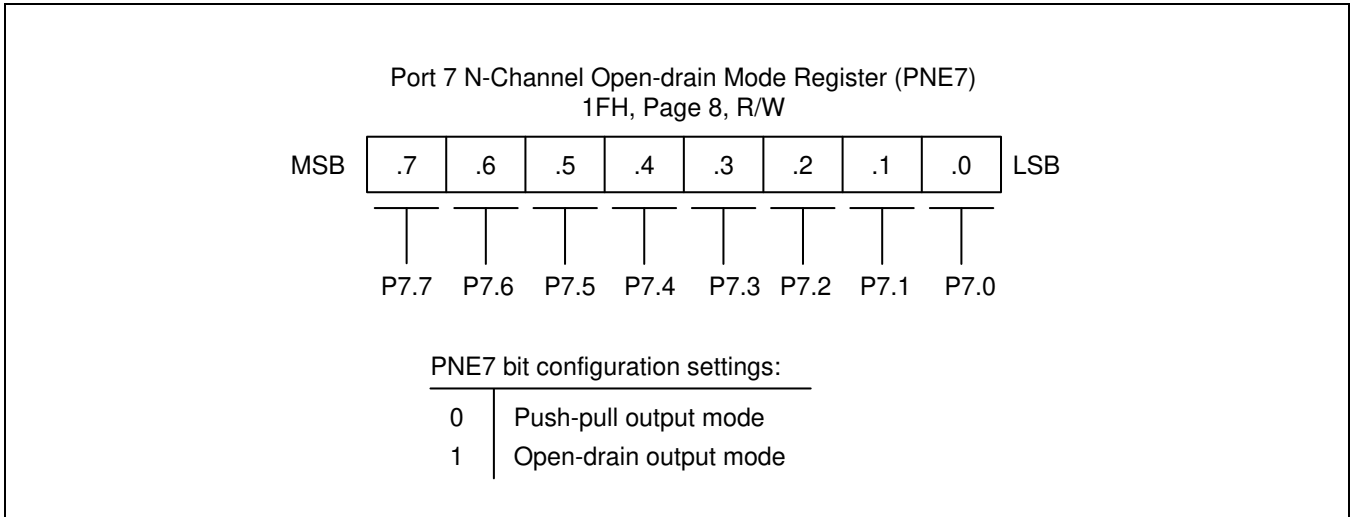 Port 7 N-Channel Open-drain Mode Register (PNE7)
1FH, Page 8, R/W
MSB .7 .6 .5 .4 .3 .2 .1 .0 LSB
P7.7 P7.6 P7.5 P7.4 P7.3 P7.2 P7.1 P7.0
PNE7 bit configuration settings:
0 Push-pull output mode
1 Open-drain output mode